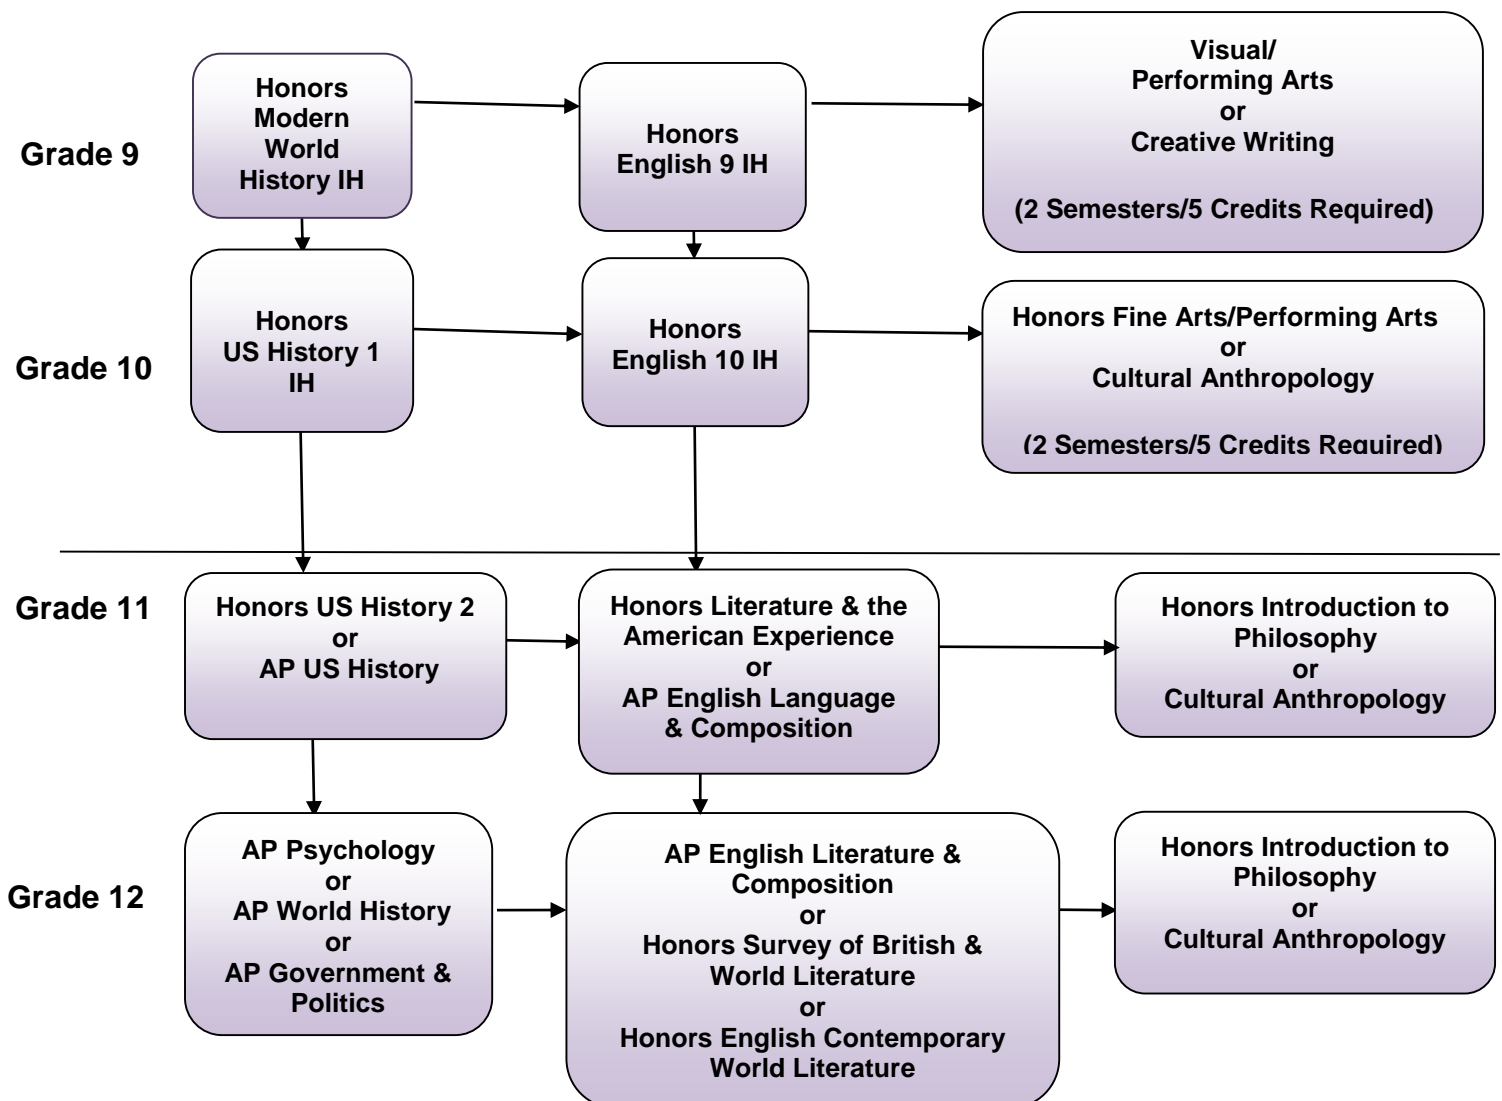 Grade 9
Honors
Modern
World
History IH
Honors
English 9 IH
Visual/
Performing Arts
or
Creative Writing
(2 Semesters/5 Credits Required)
Grade 10
Honors
US History 1
IH
Honors
English 10 IH
Honors Fine Arts/Performing Arts
or
Cultural Anthropology
(2 Semesters/5 Credits Required)
Grade 11
Honors US History 2
or
AP US History
Honors Literature & the
American Experience
or
AP English Language
& Composition
Honors Introduction to
Philosophy
or
Cultural Anthropology
Grade 12
AP Psychology
or
AP World History
or
AP Government &
Politics
AP English Literature &
Composition
or
Honors Survey of British &
World Literature
or
Honors English Contemporary
World Literature
Honors Introduction to
Philosophy
or
Cultural Anthropology